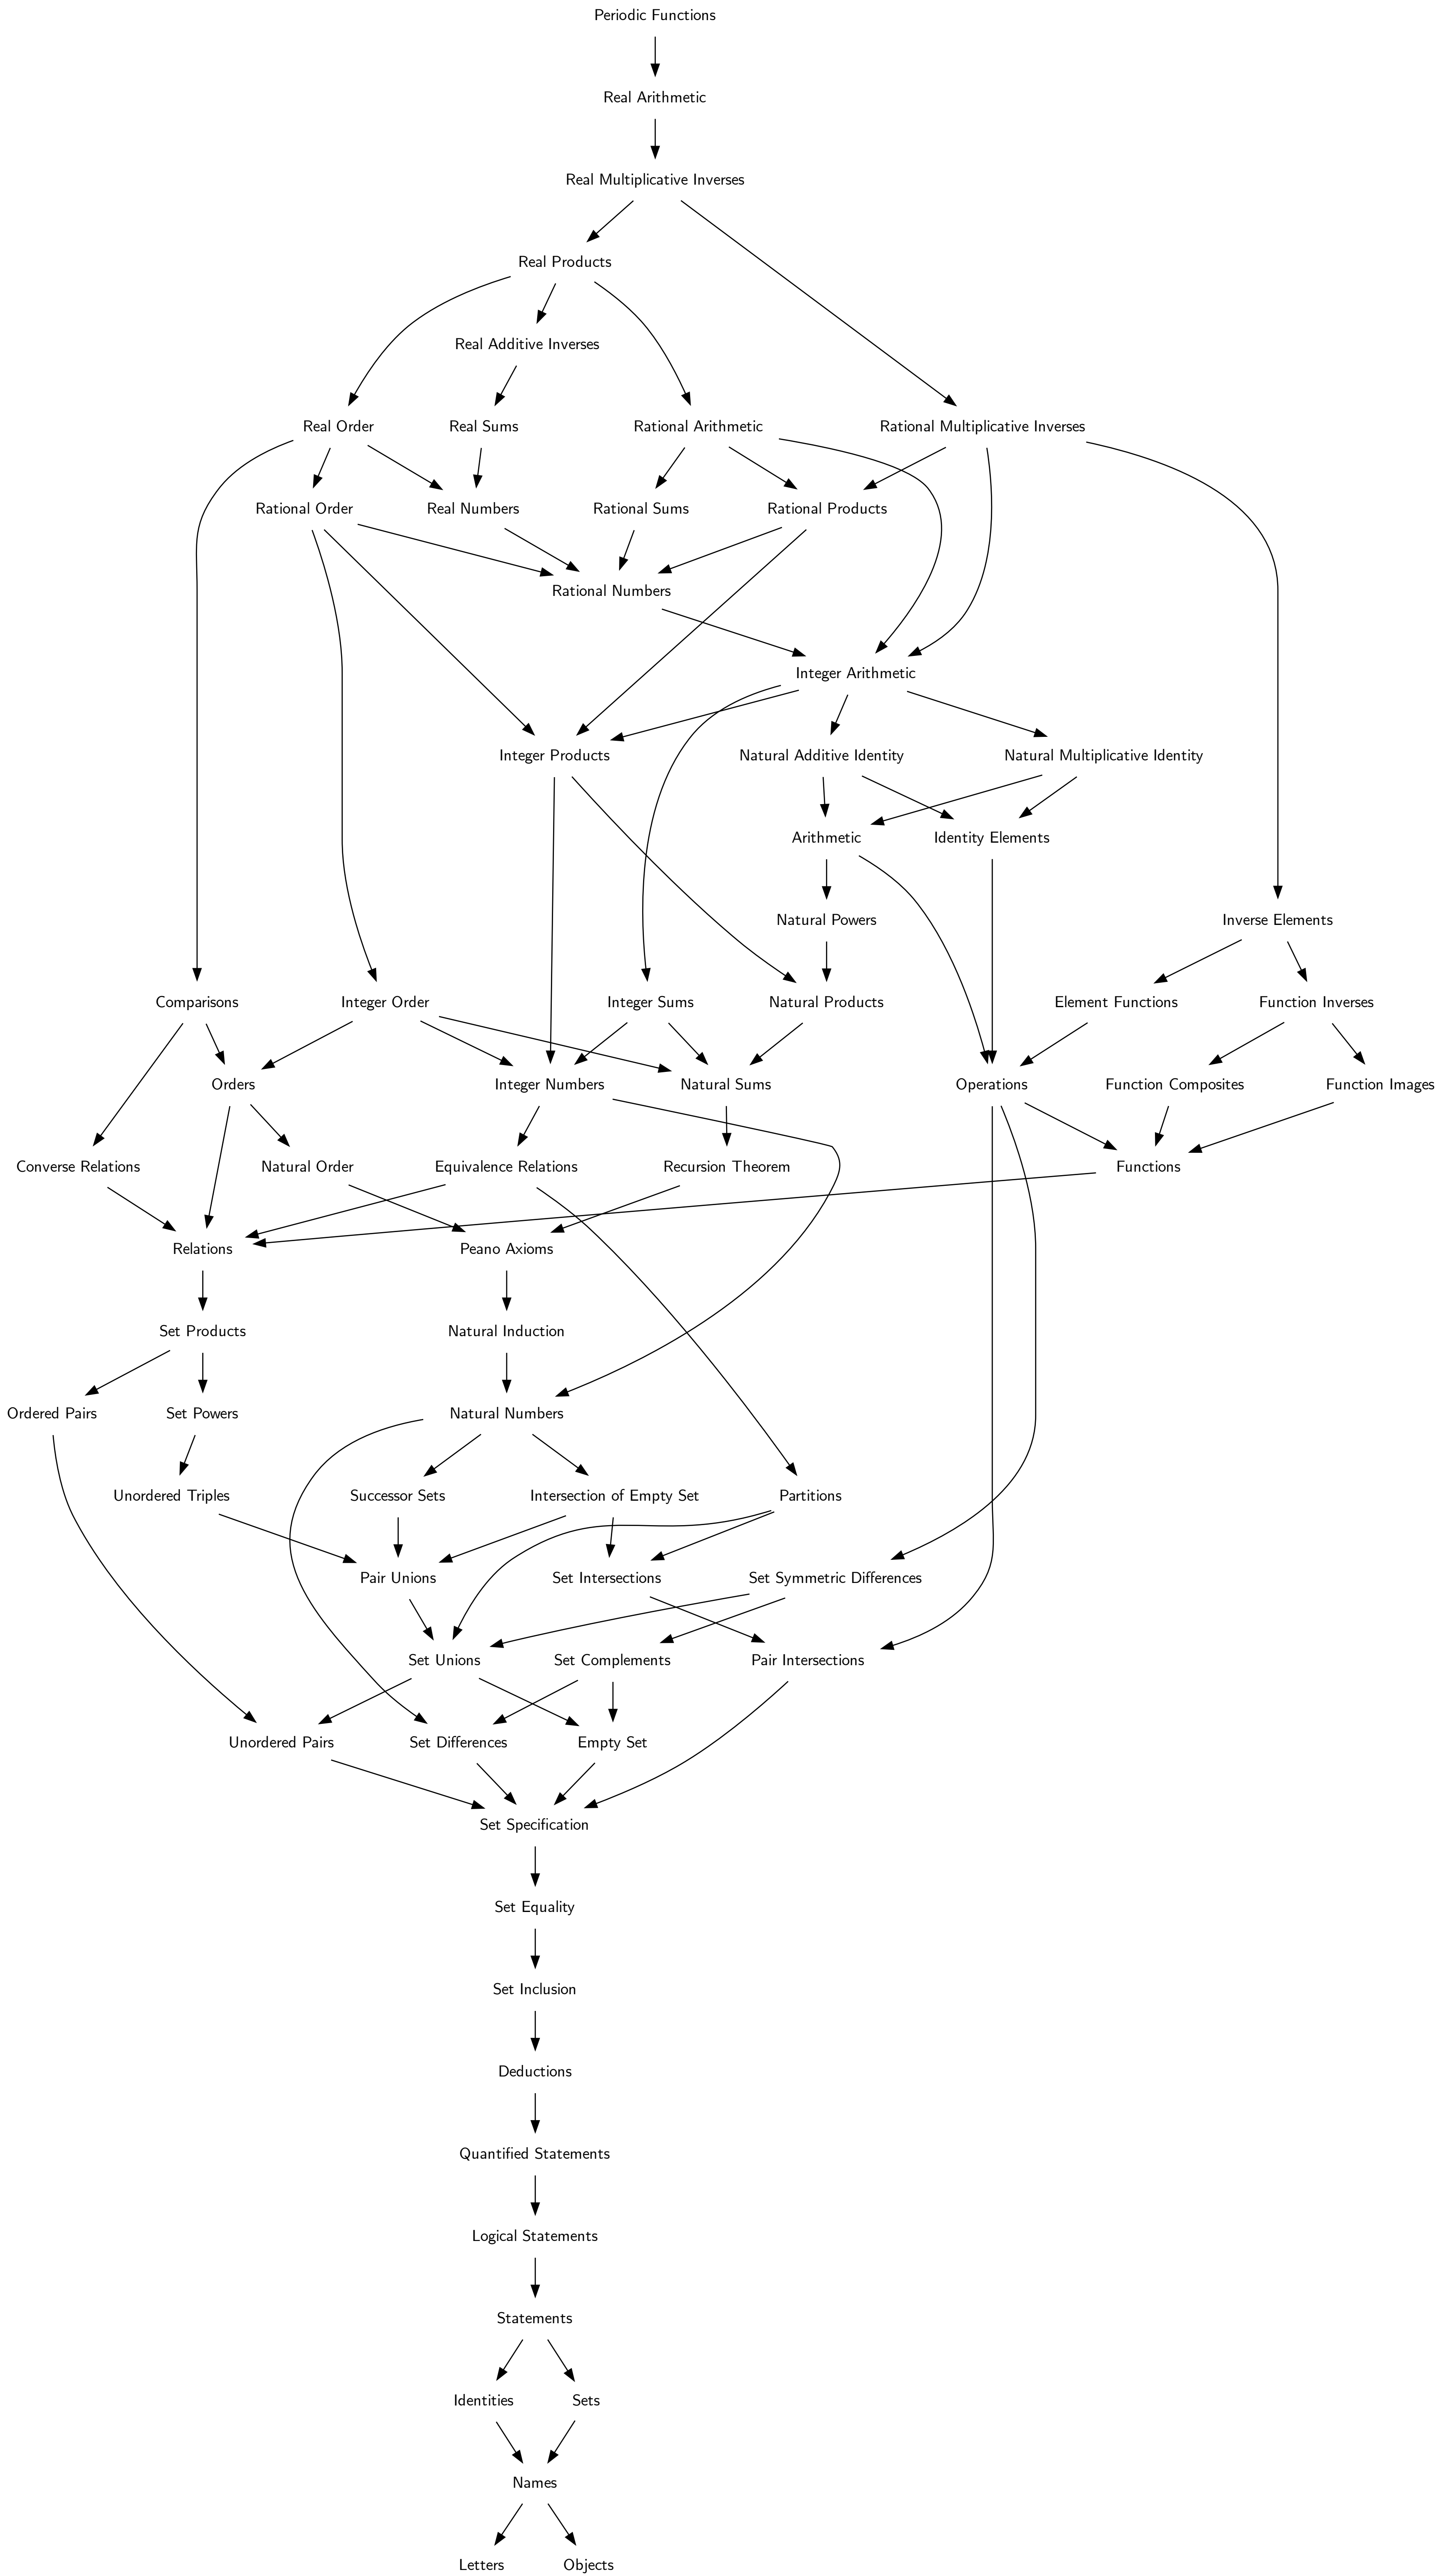 Periodic Functions
Real Arithmetic
Real Multiplicative Inverses
Real Products
Real Additive Inverses
Real Order
Real Sums
Rational Arithmetic
Rational Multiplicative Inverses
Rational Order
Real Numbers
Rational Sums
Rational Products
Rational Numbers
Integer Arithmetic
Integer Products
Natural Additive Identity
Natural Multiplicative Identity
Arithmetic
Identity Elements
Natural Powers
Inverse Elements
Comparisons
Integer Order
Integer Sums
Natural Products
Element Functions
Function Inverses
Orders
Integer Numbers
Natural Sums
Operations
Function Composites
Function Images
Converse Relations
Natural Order
Equivalence Relations
Recursion Theorem
Functions
Relations
Peano Axioms
Set Products
Natural Induction
Ordered Pairs
Set Powers
Natural Numbers
Unordered Triples
Successor Sets
Intersection of Empty Set
Partitions
Pair Unions
Set Intersections
Set Symmetric Differences
Set Unions
Set Complements
Pair Intersections
Unordered Pairs
Set Differences
Empty Set
Set Specification
Set Equality
Set Inclusion
Deductions
Quantified Statements
Logical Statements
Statements
Identities
Sets
Names
Letters
Objects